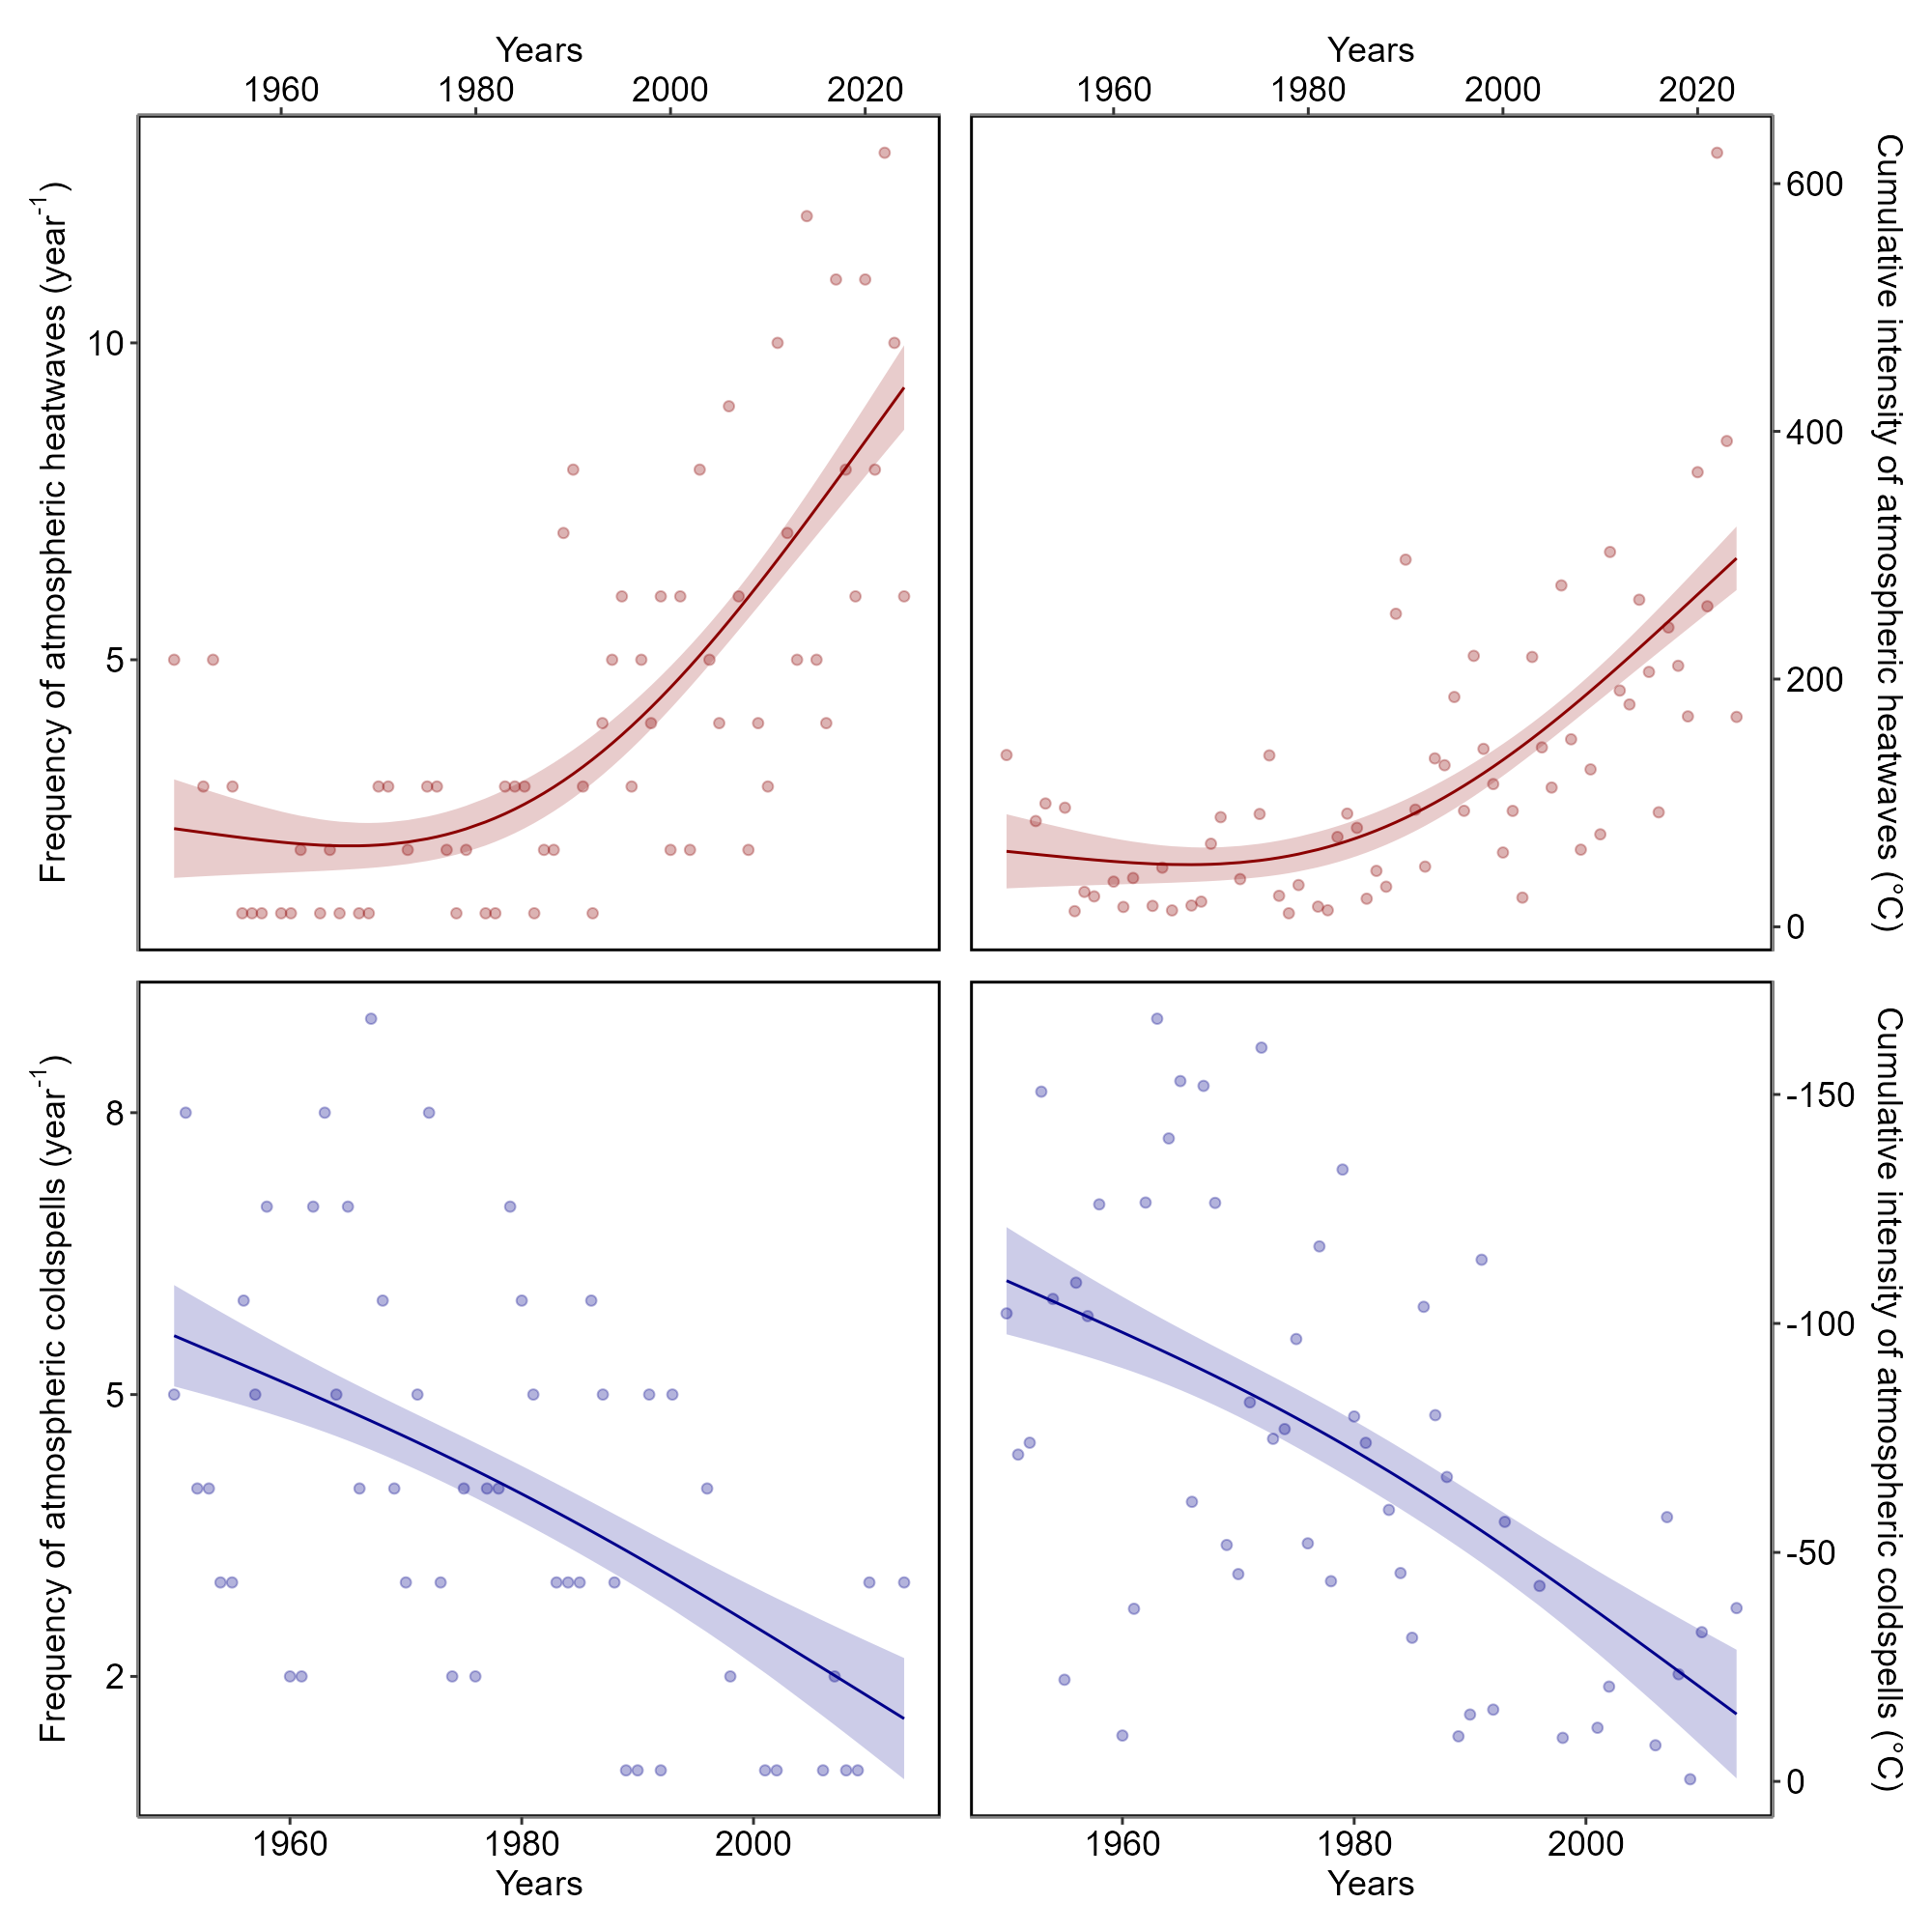 Years
1960 1980 2000 2020
Years
1960 1980 2000 2020
Frequency of atmospheric heatwaves (year⁻¹)
10
5
600
400
200
0
Cumulative intensity of atmospheric heatwaves (°C)
Frequency of atmospheric coldspells (year⁻¹)
8
5
2
-150
-100
-50
0
Cumulative intensity of atmospheric coldspells (°C)
1960 1980 2000
Years
1960 1980 2000
Years